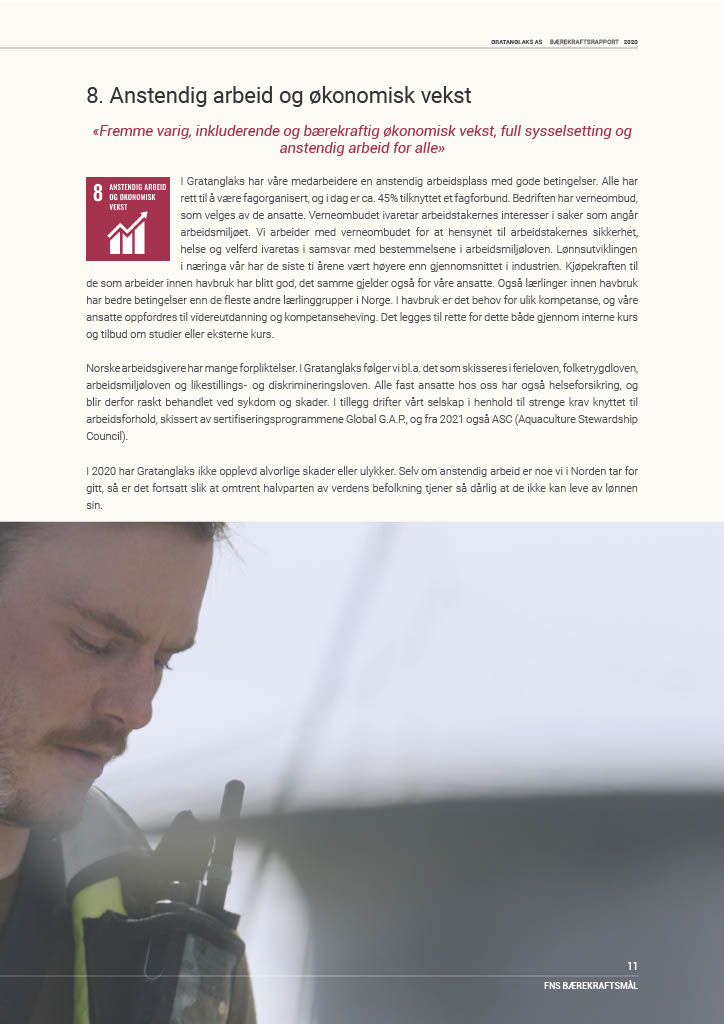 GRATANGLAKS AS BÆREKRAFTSRAPPORT 2020
8. Anstendig arbeid og økonomisk vekst
«Fremme varig, inkluderende og bærekraftig økonomisk vekst, full sysselsetting og
anstendig arbeid for alle»
8 ANSTENDIG ARBEID
OG ØKONOMISK
VEKST
I Gratanglaks har våre medarbeidere en anstendig arbeidsplass med gode betingelser. Alle har
rett til å være fagorganisert, og i dag er ca. 45% tilknyttet et fagforbund. Bedriften har verneombud,
som velges av de ansatte. Verneombudet ivaretar arbeidstakernes interesser i saker som angår
arbeidsmiljøet. Vi arbeider med verneombudet for at hensynet til arbeidstakernes sikkerhet,
helse og velferd ivaretas i samsvar med bestemmelsene i arbeidsmiljøloven. Lønnsutviklingen
i næringa vår har de siste ti årene vært høyere enn gjennomsnittet i industrien. Kjøpekraften til
de som arbeider innen havbruk har blitt god, det samme gjelder også for våre ansatte. Også lærlinger innen havbruk
har bedre betingelser enn de fleste andre lærlinggrupper i Norge. I havbruk er det behov for ulik kompetanse, og våre
ansatte oppfordres til videreutdanning og kompetanseheving. Det legges til rette for dette både gjennom interne kurs
og tilbud om studier eller eksterne kurs.
Norske arbeidsgivere har mange forpliktelser. I Gratanglaks følger vi bl.a. det som skisseres i ferieloven, folketrygdloven,
arbeidsmiljøloven og likestillings- og diskrimineringsloven. Alle fast ansatte hos oss har også helseforsikring, og
blir derfor raskt behandlet ved sykdom og skader. I tillegg drifter vårt selskap i henhold til strenge krav knyttet til
arbeidsforhold, skissert av sertifiseringsprogrammene Global G.A.P., og fra 2021 også ASC (Aquaculture Stewardship
Council).
I 2020 har Gratanglaks ikke opplevd alvorlige skader eller ulykker. Selv om anstendig arbeid er noe vi i Norden tar for
gitt, så er det fortsatt slik at omtrent halvparten av verdens befolkning tjener så dårlig at de ikke kan leve av lønnen
sin.
11
FNS BÆREKRAFTSMÅL